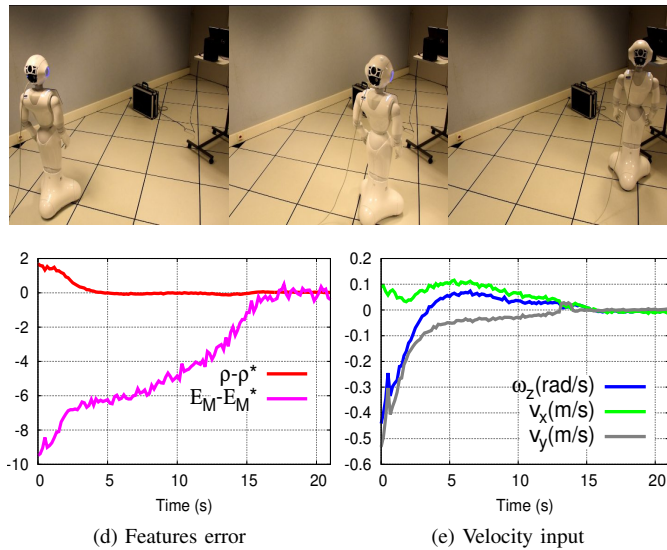 2
0
-2
-4
-6
-8
-10
ρ-ρ*
E_M-E_M*
0 5 10 15 20
Time (s)
(d) Features error
0.2
0.1
0
-0.1
-0.2
-0.3
-0.4
-0.5
-0.6
ω_z(rad/s)
v_x(m/s)
v_y(m/s)
0 5 10 15 20
Time (s)
(e) Velocity input